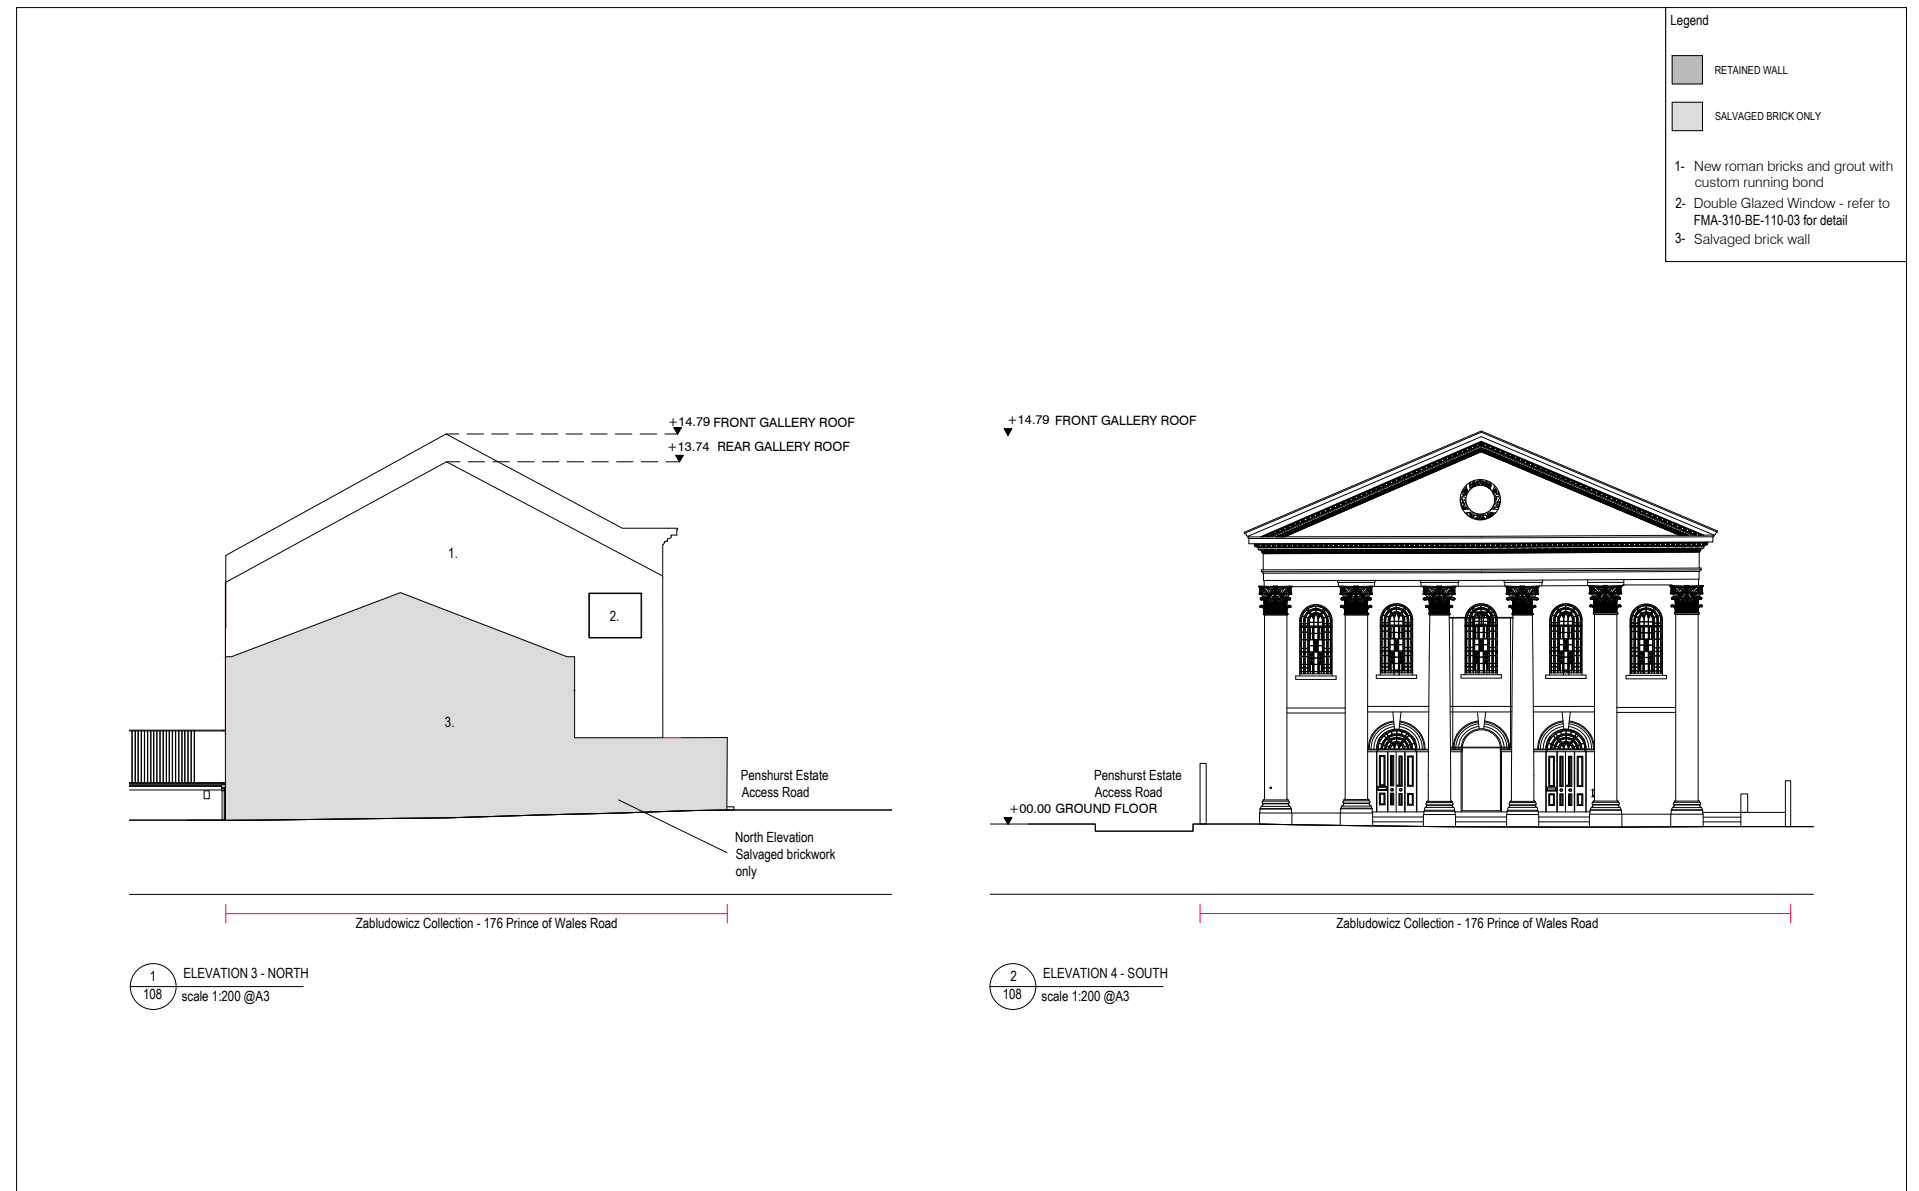 Legend
RETAINED WALL
SALVAGED BRICK ONLY
1- New roman bricks and grout with
custom running bond
2- Double Glazed Window - refer to
FMA-310-BE-110-03 for detail
3- Salvaged brick wall
+14.79 FRONT GALLERY ROOF
+13.74 REAR GALLERY ROOF
1.
2.
3.
Penshurst Estate
Access Road
North Elevation
Salvaged brickwork
only
Zabludowicz Collection - 176 Prince of Wales Road
1
108
ELEVATION 3 - NORTH
scale 1:200 @A3
+14.79 FRONT GALLERY ROOF
Penshurst Estate
Access Road
+00.00 GROUND FLOOR
Zabludowicz Collection - 176 Prince of Wales Road
2
108
ELEVATION 4 - SOUTH
scale 1:200 @A3